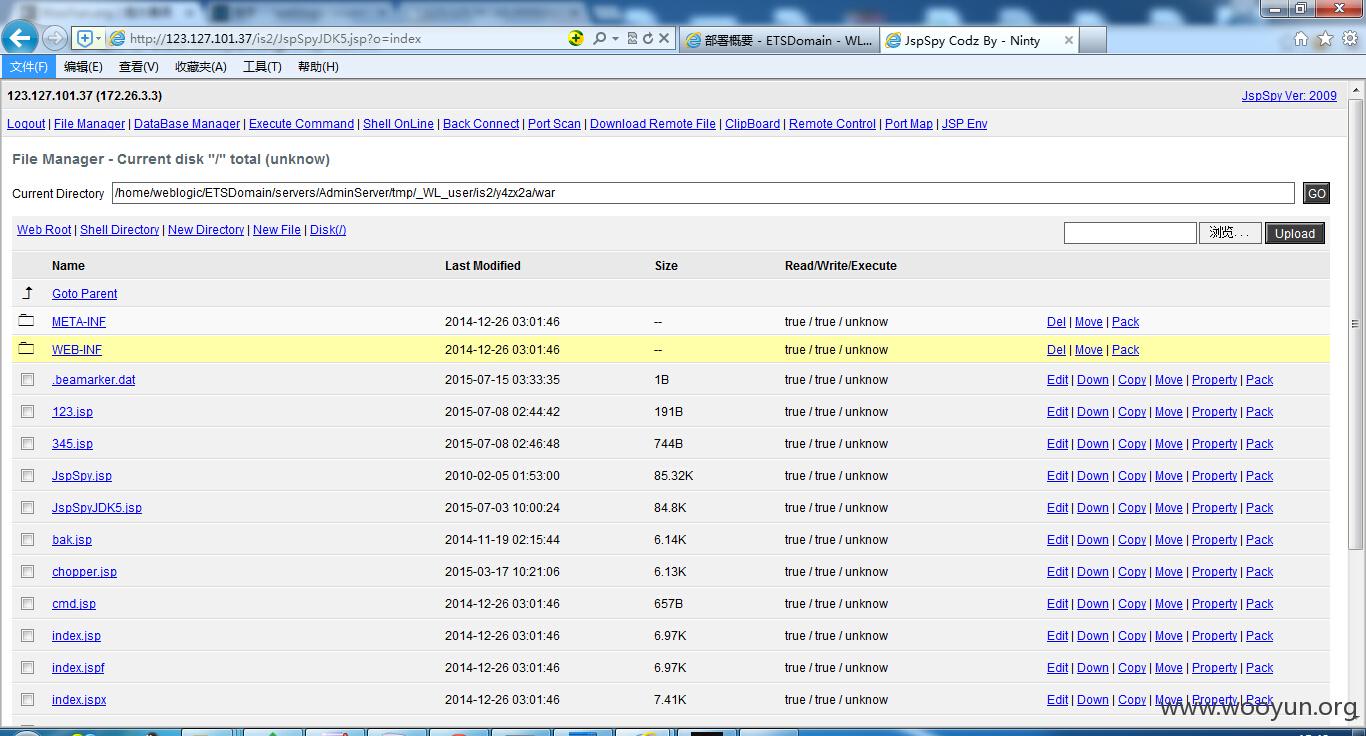 http://123.127.101.37/is2/JspSpyJDK5.jsp?o=index
部署概要 - ETSDomain - WL...
JspSpy Codz By - Ninty
文件(F) 编辑(E) 查看(V) 收藏夹(A) 工具(T) 帮助(H)
123.127.101.37 (172.26.3.3)
JspSpy Ver: 2009
Logout | File Manager | DataBase Manager | Execute Command | Shell OnLine | Back Connect | Port Scan | Download Remote File | ClipBoard | Remote Control | Port Map | JSP Env
File Manager - Current disk "/" total (unknow)
Current Directory /home/weblogic/ETSDomain/servers/AdminServer/tmp/_WL_user/is2/y4zx2a/war GO
Web Root | Shell Directory | New Directory | New File | Disk(/) 浏览... Upload
Name Last Modified Size Read/Write/Execute
Goto Parent
META-INF 2014-12-26 03:01:46 -- true / true / unknow Del | Move | Pack
WEB-INF 2014-12-26 03:01:46 -- true / true / unknow Del | Move | Pack
.beamarker.dat 2015-07-15 03:33:35 1B true / true / unknow Edit | Down | Copy | Move | Property | Pack
123.jsp 2015-07-08 02:44:42 191B true / true / unknow Edit | Down | Copy | Move | Property | Pack
345.jsp 2015-07-08 02:46:48 744B true / true / unknow Edit | Down | Copy | Move | Property | Pack
JspSpy.jsp 2010-02-05 01:53:00 85.32K true / true / unknow Edit | Down | Copy | Move | Property | Pack
JspSpyJDK5.jsp 2015-07-03 10:00:24 84.8K true / true / unknow Edit | Down | Copy | Move | Property | Pack
bak.jsp 2014-11-19 02:15:44 6.14K true / true / unknow Edit | Down | Copy | Move | Property | Pack
chopper.jsp 2015-03-17 10:21:06 6.13K true / true / unknow Edit | Down | Copy | Move | Property | Pack
cmd.jsp 2014-12-26 03:01:46 657B true / true / unknow Edit | Down | Copy | Move | Property | Pack
index.jsp 2014-12-26 03:01:46 6.97K true / true / unknow Edit | Down | Copy | Move | Property | Pack
index.jspf 2014-12-26 03:01:46 6.97K true / true / unknow Edit | Down | Copy | Move | Property | Pack
index.jspx 2014-12-26 03:01:46 7.41K true / true / unknow Edit | Down | Copy | Move | Property | Pack
www.wooyun.org